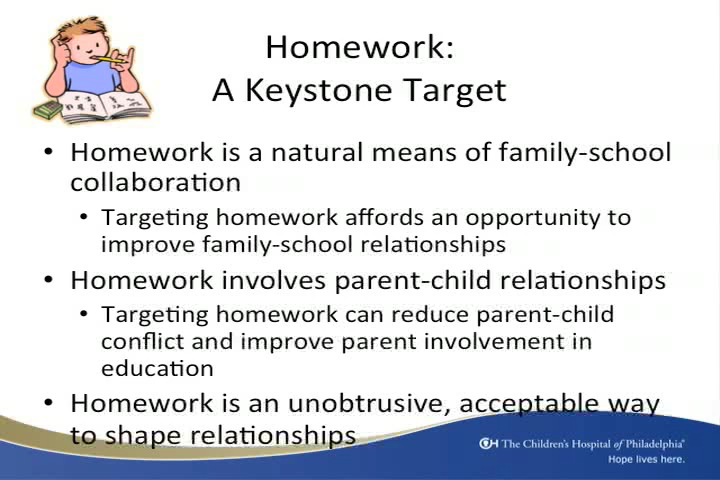 Homework:
A Keystone Target
• Homework is a natural means of family-school
collaboration
• Targeting homework affords an opportunity to
improve family-school relationships
• Homework involves parent-child relationships
• Targeting homework can reduce parent-child
conflict and improve parent involvement in
education
• Homework is an unobtrusive, acceptable way
to shape relationships
The Children's Hospital of Philadelphia®
Hope lives here.